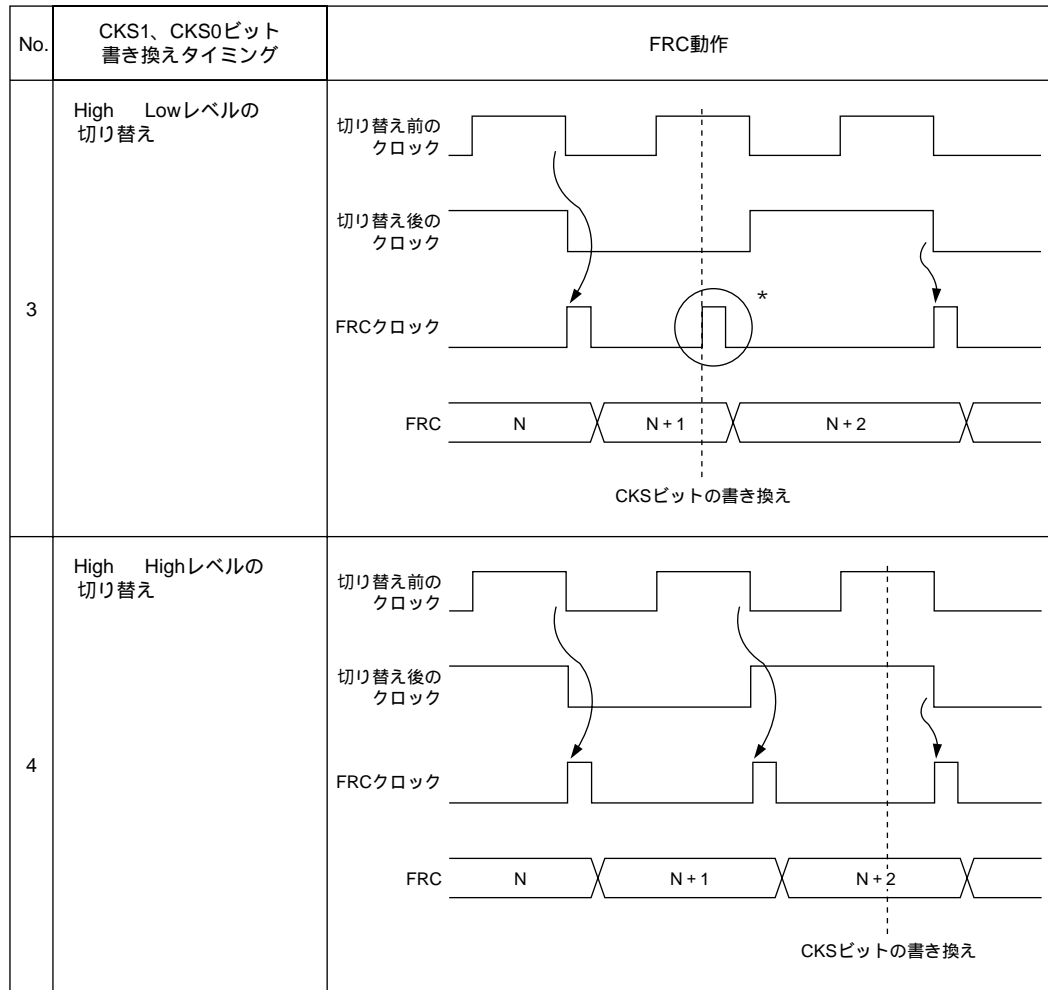 No.
CKS1、CKS0ビット
書き換えタイミング
FRC動作
3
High Lowレベルの
切り替え
切り替え前の
クロック
切り替え後の
クロック
FRCクロック
*
FRC
N
N + 1
N + 2
CKSビットの書き換え
4
High Highレベルの
切り替え
切り替え前の
クロック
切り替え後の
クロック
FRCクロック
FRC
N
N + 1
N + 2
CKSビットの書き換え